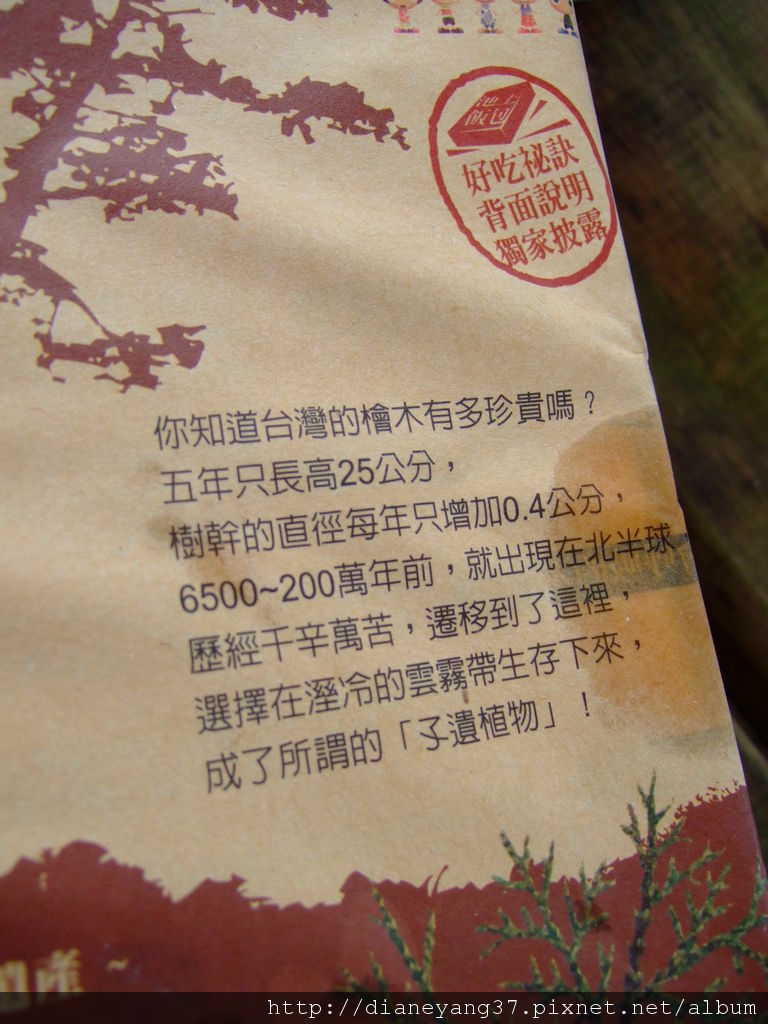 池上
飯包
好吃祕訣
背面說明
獨家披露
你知道台灣的檜木有多珍貴嗎？
五年只長高25公分，
樹幹的直徑每年只增加0.4公分，
6500~200萬年前，就出現在北半球，
歷經千辛萬苦，遷移到了這裡，
選擇在溼冷的雲霧帶生存下來，
成了所謂的「孑遺植物」！
產 ~
http://dianeyang37.pixnet.net/album